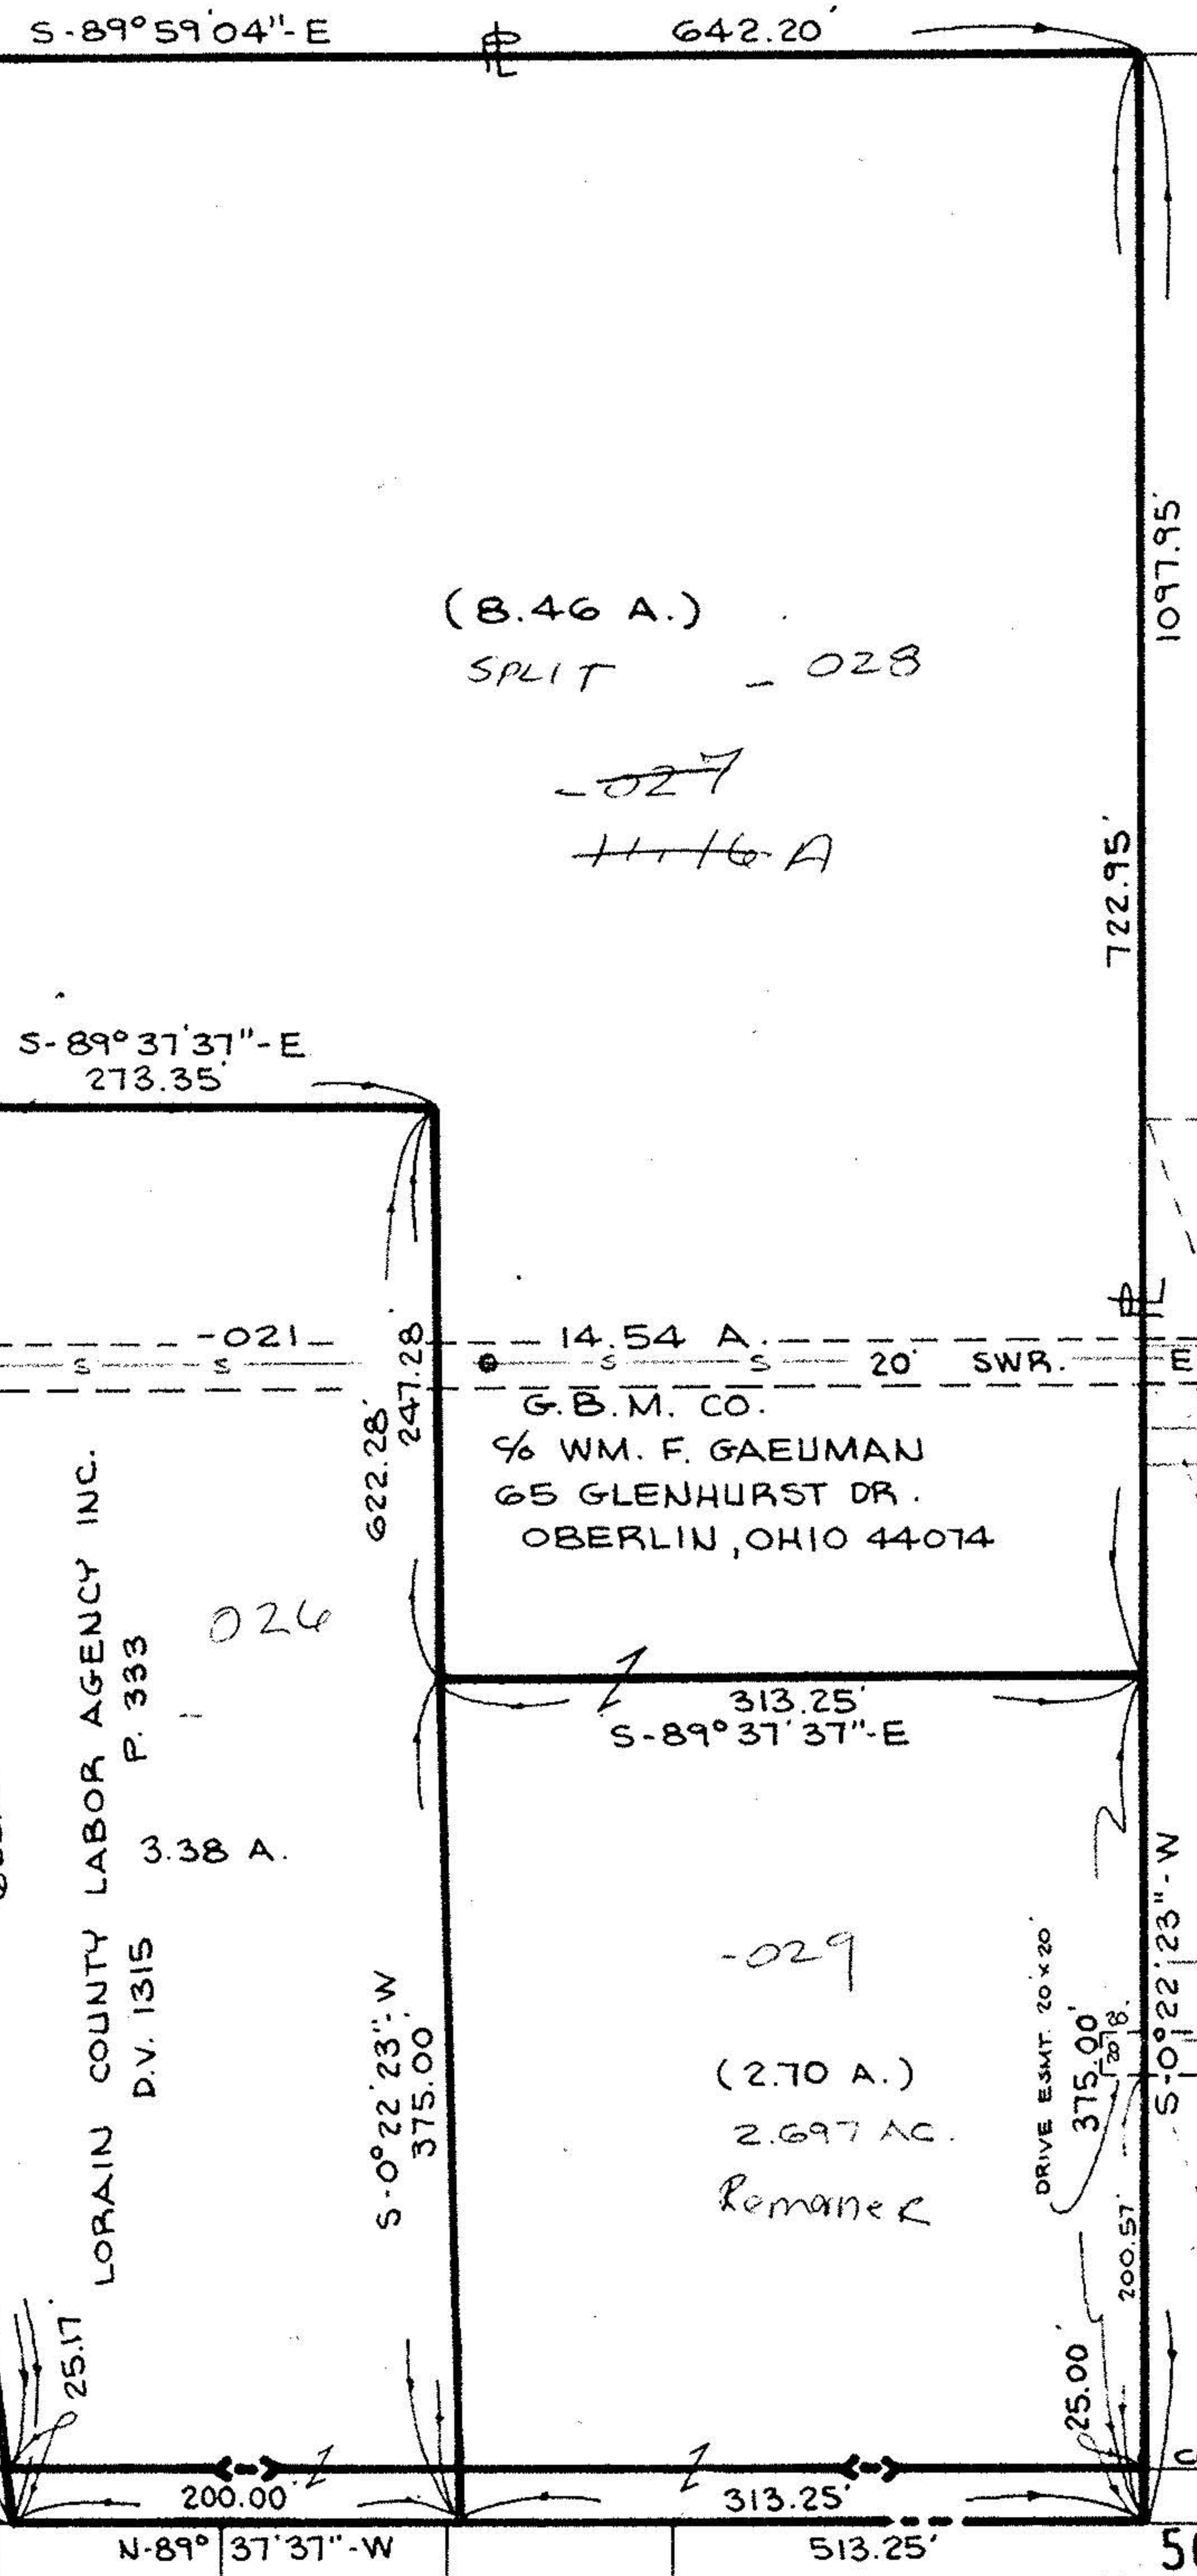 S-89°59'04"-E
642.20'
1097.95'
(8.46 A.)
SPLIT
- 028
-027
11.16 A
722.95'
S-89°37'37"-E
273.35'
-021
14.54 A.
S S S S 20' SWR. E
G.B.M. CO.
c/o WM. F. GAEUMAN
65 GLENHURST DR.
OBERLIN, OHIO 44074
622.28'
247.28'
LORAIN COUNTY LABOR AGENCY INC.
D.V. 1315 P. 333
026
3.38 A.
313.25'
S-89°37'37"-E
S-0°22'23"-W
375.00'
-029
(2.70 A.)
2.697 AC.
Remainer
DRIVE ESMT. 20'x20'
375.00'
20'
S-0°22'23"-W
200.57'
25.17'
25.00'
200.00'
313.25'
N-89°37'37"-W
513.25'